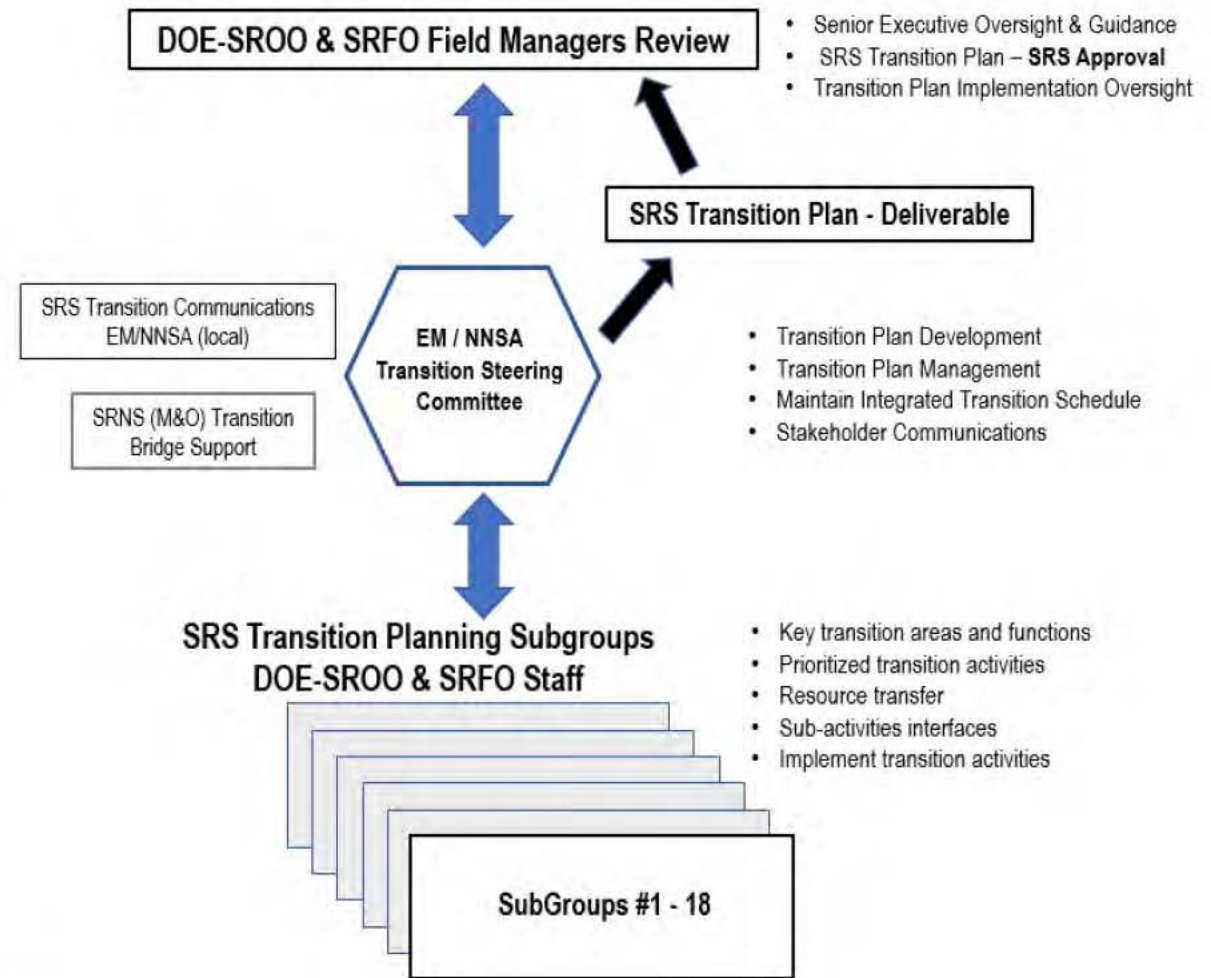 DOE-SROO & SRFO Field Managers Review
• Senior Executive Oversight & Guidance
• SRS Transition Plan – SRS Approval
• Transition Plan Implementation Oversight
SRS Transition Plan - Deliverable
SRS Transition Communications
EM/NNSA (local)
SRNS (M&O) Transition
Bridge Support
EM / NNSA
Transition Steering
Committee
• Transition Plan Development
• Transition Plan Management
• Maintain Integrated Transition Schedule
• Stakeholder Communications
SRS Transition Planning Subgroups
DOE-SROO & SRFO Staff
• Key transition areas and functions
• Prioritized transition activities
• Resource transfer
• Sub-activities interfaces
• Implement transition activities
SubGroups #1 - 18